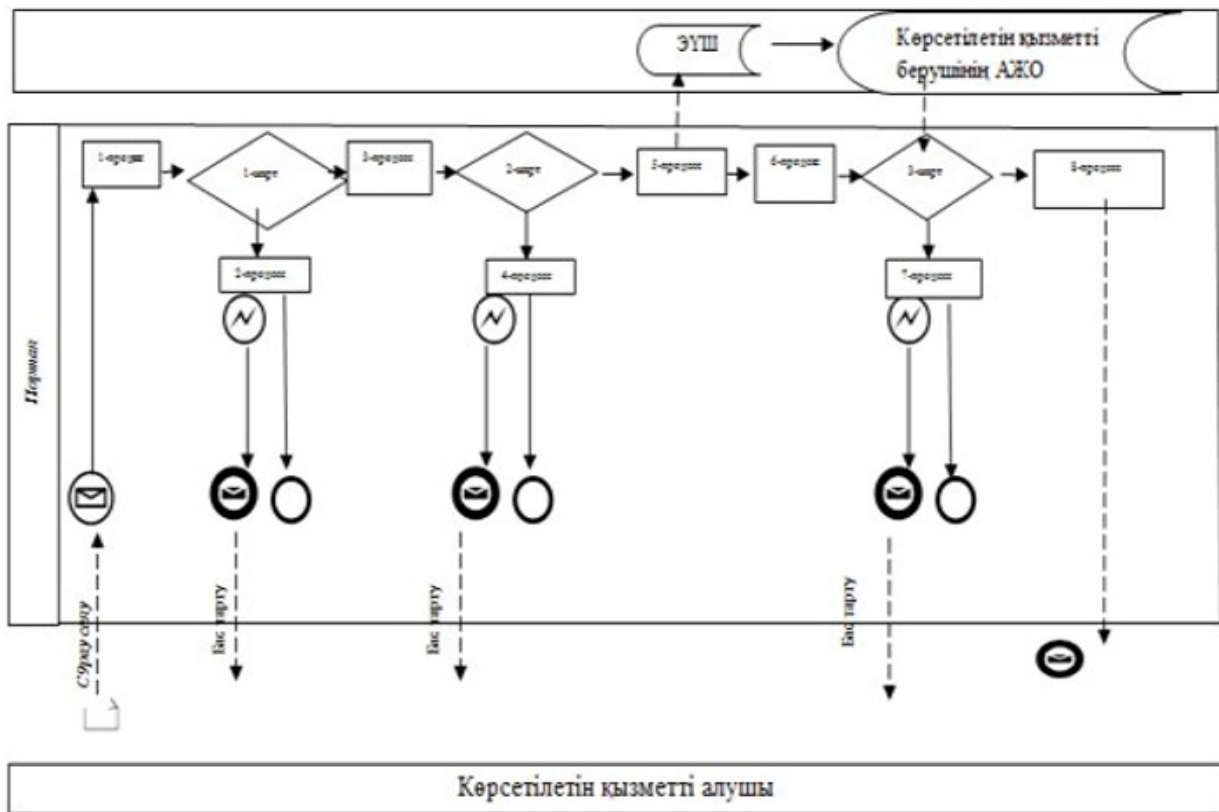 ЭҮШ
Көрсетілетін қызметті
берушінің АЖО
1-процесс
1-шарт
3-процесс
2-шарт
5-процесс
6-процесс
3-шарт
8-процесс
2-процесс
4-процесс
7-процесс
Портал
Сұрау салу
Бас тарту
Бас тарту
Бас тарту
Көрсетілетін қызметті алушы